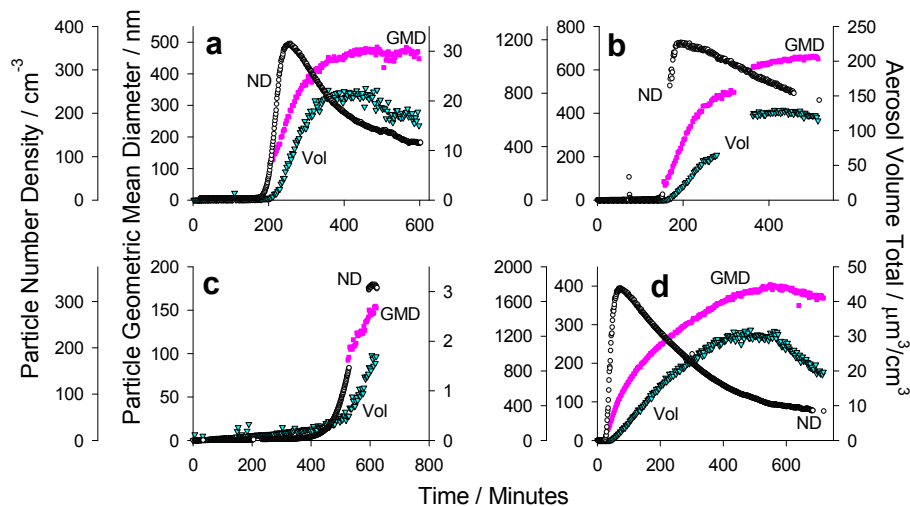 Particle Number Density / cm-3
Particle Geometric Mean Diameter / nm
Aerosol Volume Total / μm3/cm3
Time / Minutes
a
400
300
200
100
0
500
400
300
200
100
0
30
20
10
0
0 200 400 600
ND
GMD
Vol
b
1200
900
600
300
0
800
600
400
200
0
250
200
150
100
50
0
0 200 400
ND
GMD
Vol
c
300
200
100
0
200
150
100
50
0
3
2
1
0
0 200 400 600 800
ND
GMD
Vol
d
2000
1600
1200
800
400
0
400
300
200
100
0
50
40
30
20
10
0
0 200 400 600
GMD
Vol
ND